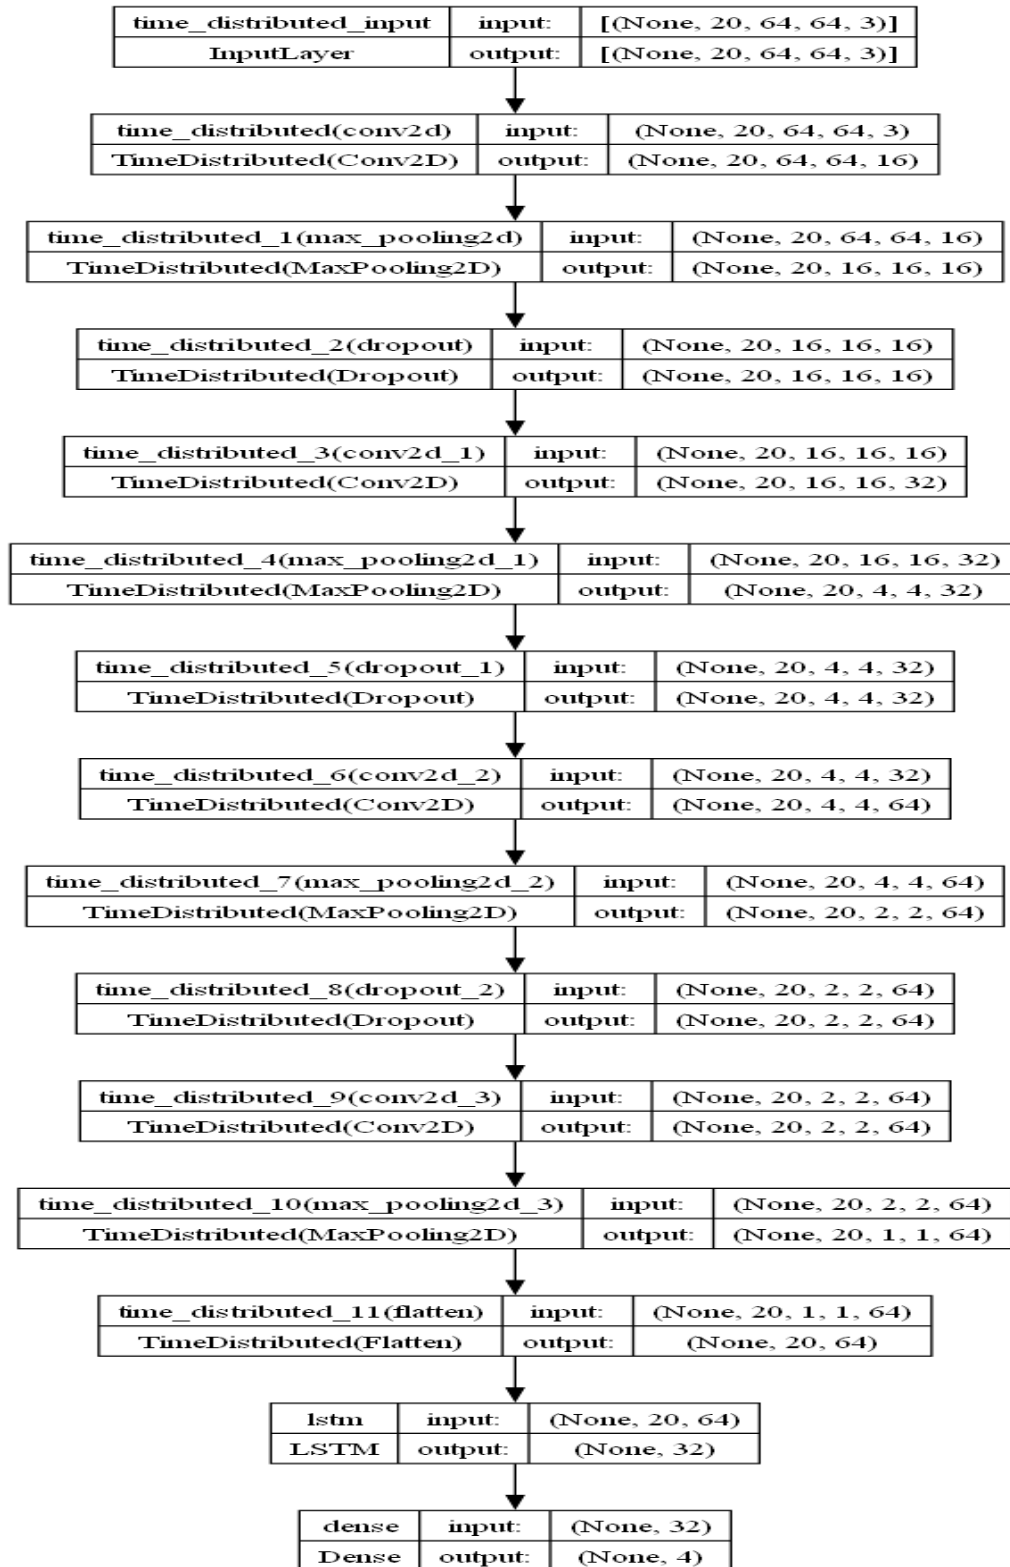 time_distributed_input input: [(None, 20, 64, 64, 3)]
InputLayer output: [(None, 20, 64, 64, 3)]
time_distributed(conv2d) input: (None, 20, 64, 64, 3)
TimeDistributed(Conv2D) output: (None, 20, 64, 64, 16)
time_distributed_1(max_pooling2d) input: (None, 20, 64, 64, 16)
TimeDistributed(MaxPooling2D) output: (None, 20, 16, 16, 16)
time_distributed_2(dropout) input: (None, 20, 16, 16, 16)
TimeDistributed(Dropout) output: (None, 20, 16, 16, 16)
time_distributed_3(conv2d_1) input: (None, 20, 16, 16, 16)
TimeDistributed(Conv2D) output: (None, 20, 16, 16, 32)
time_distributed_4(max_pooling2d_1) input: (None, 20, 16, 16, 32)
TimeDistributed(MaxPooling2D) output: (None, 20, 4, 4, 32)
time_distributed_5(dropout_1) input: (None, 20, 4, 4, 32)
TimeDistributed(Dropout) output: (None, 20, 4, 4, 32)
time_distributed_6(conv2d_2) input: (None, 20, 4, 4, 32)
TimeDistributed(Conv2D) output: (None, 20, 4, 4, 64)
time_distributed_7(max_pooling2d_2) input: (None, 20, 4, 4, 64)
TimeDistributed(MaxPooling2D) output: (None, 20, 2, 2, 64)
time_distributed_8(dropout_2) input: (None, 20, 2, 2, 64)
TimeDistributed(Dropout) output: (None, 20, 2, 2, 64)
time_distributed_9(conv2d_3) input: (None, 20, 2, 2, 64)
TimeDistributed(Conv2D) output: (None, 20, 2, 2, 64)
time_distributed_10(max_pooling2d_3) input: (None, 20, 2, 2, 64)
TimeDistributed(MaxPooling2D) output: (None, 20, 1, 1, 64)
time_distributed_11(flatten) input: (None, 20, 1, 1, 64)
TimeDistributed(Flatten) output: (None, 20, 64)
lstm input: (None, 20, 64)
LSTM output: (None, 32)
dense input: (None, 32)
Dense output: (None, 4)